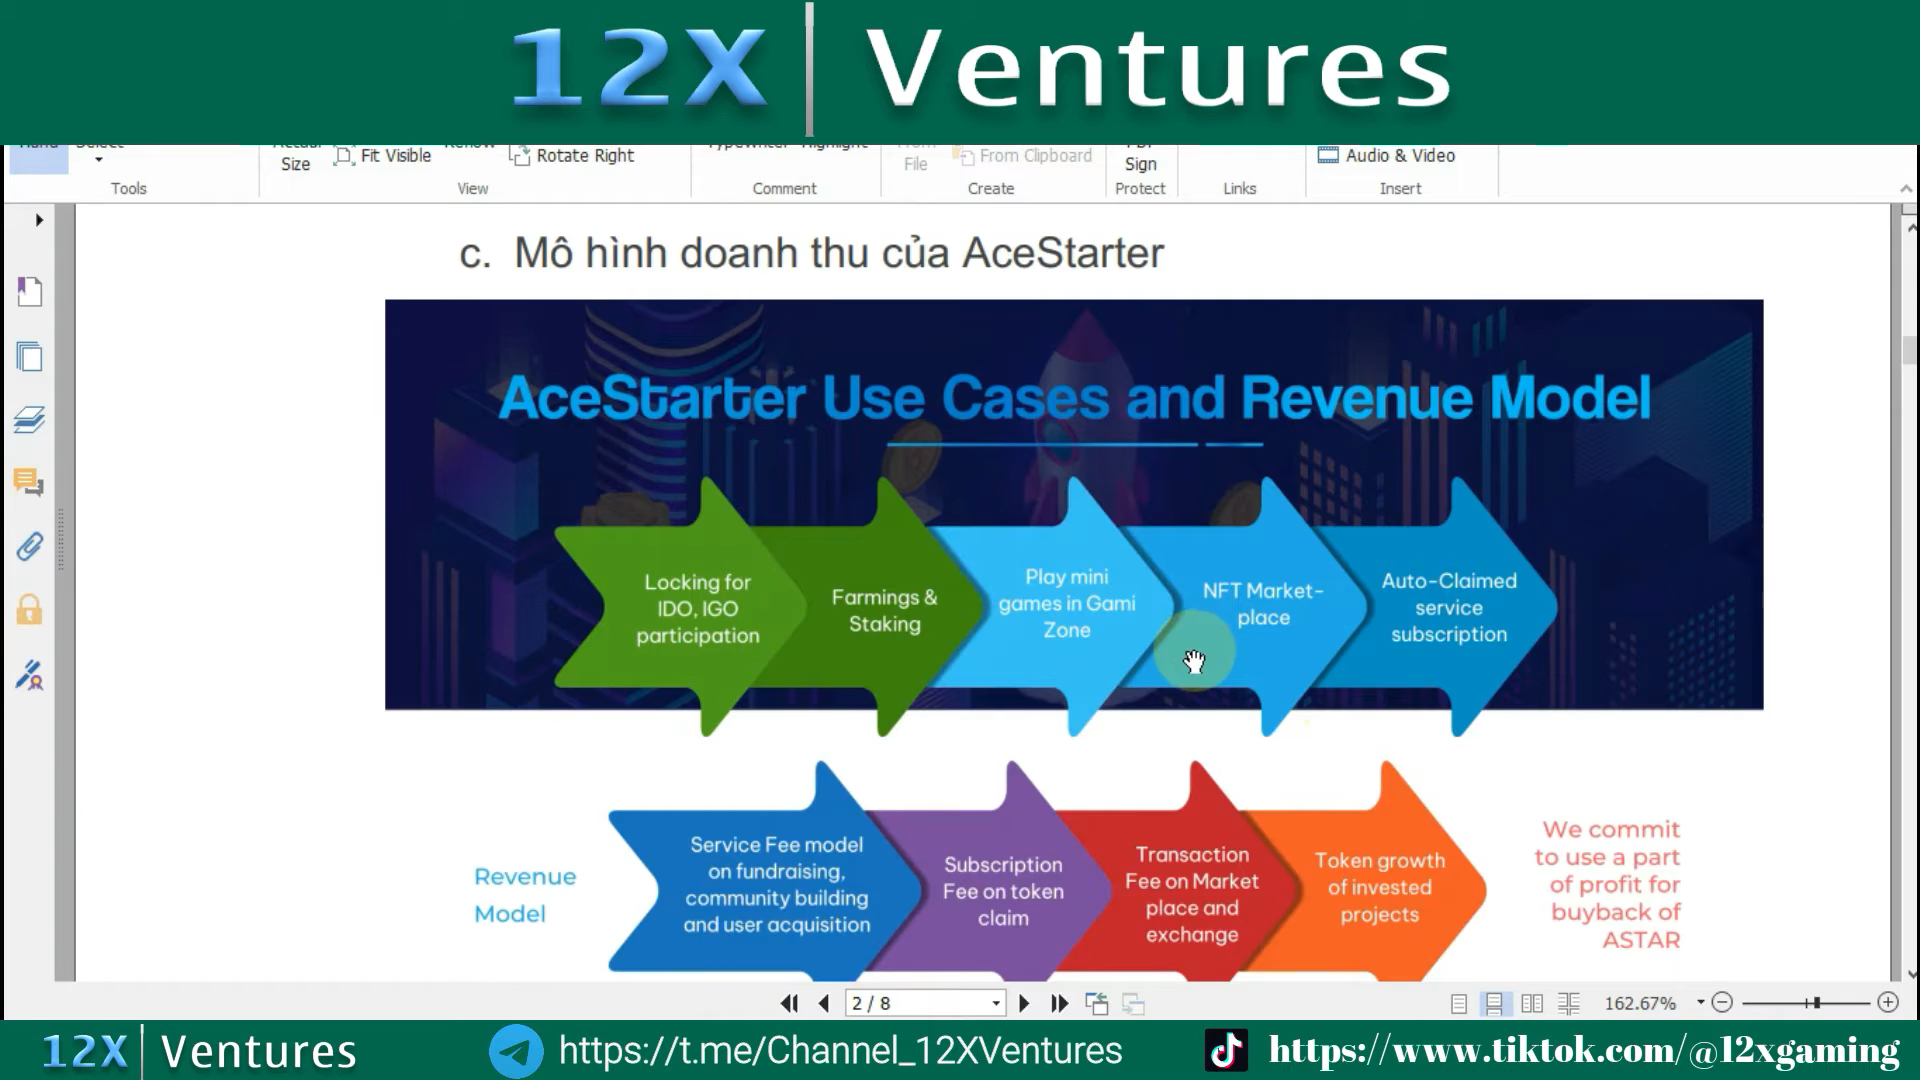 12X | Ventures
Size
Fit Visible
Rotate Right
File
From Clipboard
Sign
Audio & Video
Tools
View
Comment
Create
Protect
Links
Insert
c. Mô hình doanh thu của AceStarter
AceStarter Use Cases and Revenue Model
Locking for
IDO, IGO
participation
Farmings &
Staking
Play mini
games in Gami
Zone
NFT Market-
place
Auto-Claimed
service
subscription
Revenue
Model
Service Fee model
on fundraising,
community building
and user acquisition
Subscription
Fee on token
claim
Transaction
Fee on Market
place and
exchange
Token growth
of invested
projects
We commit
to use a part
of profit for
buyback of
ASTAR
2 / 8
162.67%
12X | Ventures
https://t.me/Channel_12XVentures
https://www.tiktok.com/@12xgaming